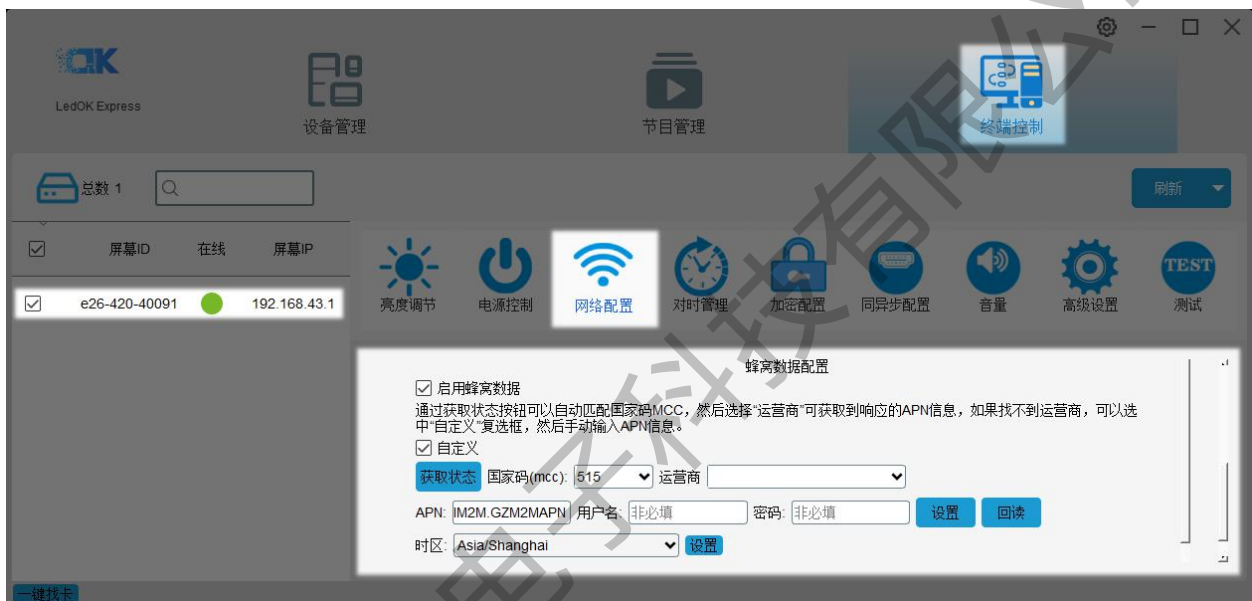 LedOK Express
设备管理
节目管理
终端控制
总数 1
刷新
屏幕ID 在线 屏幕IP
e26-420-40091 192.168.43.1
亮度调节 电源控制 网络配置 对时管理 加密配置 同异步配置 音量 高级设置 测试
TEST
蜂窝数据配置
启用蜂窝数据
通过获取状态按钮可以自动匹配国家码MCC，然后选择“运营商”可获取到响应的APN信息，如果找不到运营商，可以选
中“自定义”复选框，然后手动输入APN信息。
自定义
获取状态 国家码(mcc): 515 运营商
APN: IM2M.GZM2MAPN 用户名: 非必填 密码: 非必填 设置 回读
时区: Asia/Shanghai 设置
一键找卡
电子科技有限公